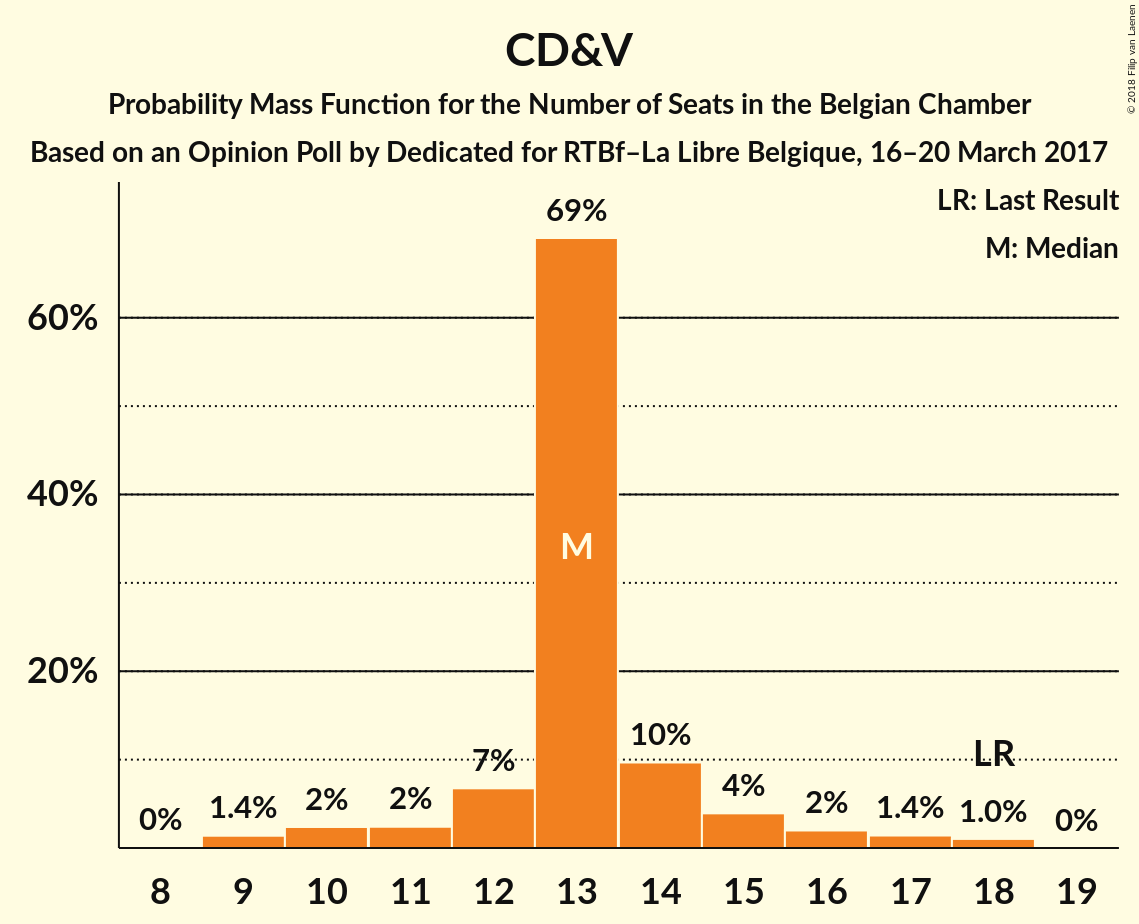 CD&V
Probability Mass Function for the Number of Seats in the Belgian Chamber
Based on an Opinion Poll by Dedicated for RTBf–La Libre Belgique, 16–20 March 2017
© 2018 Filip van Laenen
LR: Last Result
M: Median
60%
40%
20%
0%
1.4%
2%
2%
7%
69%
10%
4%
2%
1.4%
1.0%
0%
M
LR
8 9 10 11 12 13 14 15 16 17 18 19